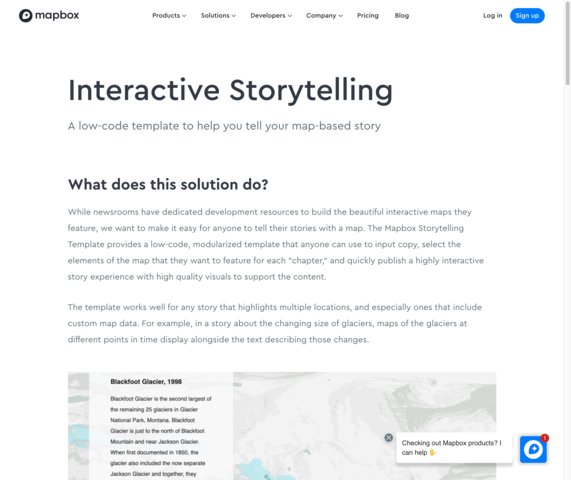 mapbox
Products Solutions Developers Company Pricing Blog Log in Sign up
Interactive Storytelling
A low-code template to help you tell your map-based story
What does this solution do?
While newsrooms have dedicated development resources to build the beautiful interactive maps they
feature, we want to make it easy for anyone to tell their stories with a map. The Mapbox Storytelling
Template provides a low-code, modularized template that anyone can use to input copy, select the
elements of the map that they want to feature for each “chapter,” and quickly publish a highly interactive
story experience with high quality visuals to support the content.
The template works well for any story that highlights multiple locations, and especially ones that include
custom map data. For example, in a story about the changing size of glaciers, maps of the glaciers at
different points in time display alongside the text describing those changes.
Blackfoot Glacier, 1998
Blackfoot Glacier is the second largest of
the remaining 25 glaciers in Glacier
National Park, Montana. Blackfoot
Glacier is just to the north of Blackfoot
Mountain and near Jackson Glacier.
When first documented in 1850, the
glacier also included the now separate
Jackson Glacier and together, they
Checking out Mapbox products? I
can help 👋
1